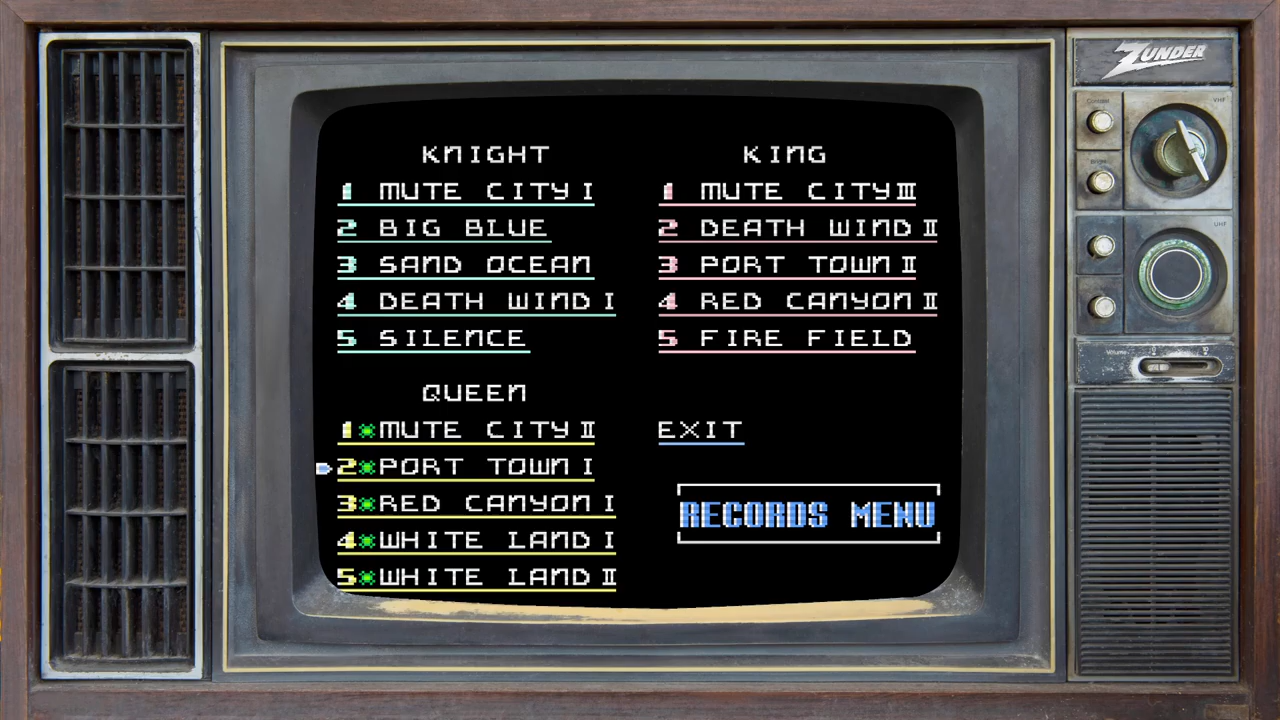 KNIGHT
1 MUTE CITY I
2 BIG BLUE
3 SAND OCEAN
4 DEATH WIND I
5 SILENCE
QUEEN
1 MUTE CITY II
2 PORT TOWN I
3 RED CANYON I
4 WHITE LAND I
5 WHITE LAND II
KING
1 MUTE CITY III
2 DEATH WIND II
3 PORT TOWN II
4 RED CANYON II
5 FIRE FIELD
EXIT
RECORDS MENU
ZUNDER
VHF
UHF
Volume